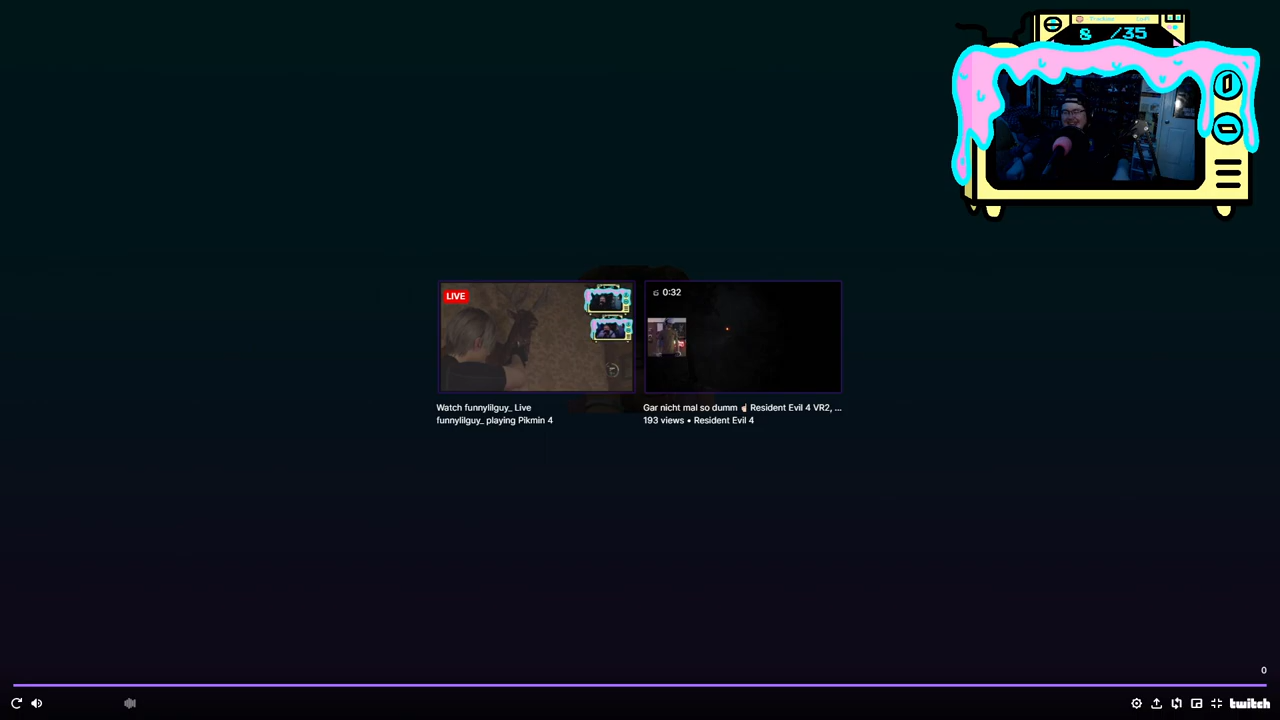 8 /35
LIVE
0:32
Watch funnylilguy_ Live
funnylilguy_ playing Pikmin 4
Gar nicht mal so dumm ☝🏻 Resident Evil 4 VR2, ...
193 views • Resident Evil 4
0
twitch